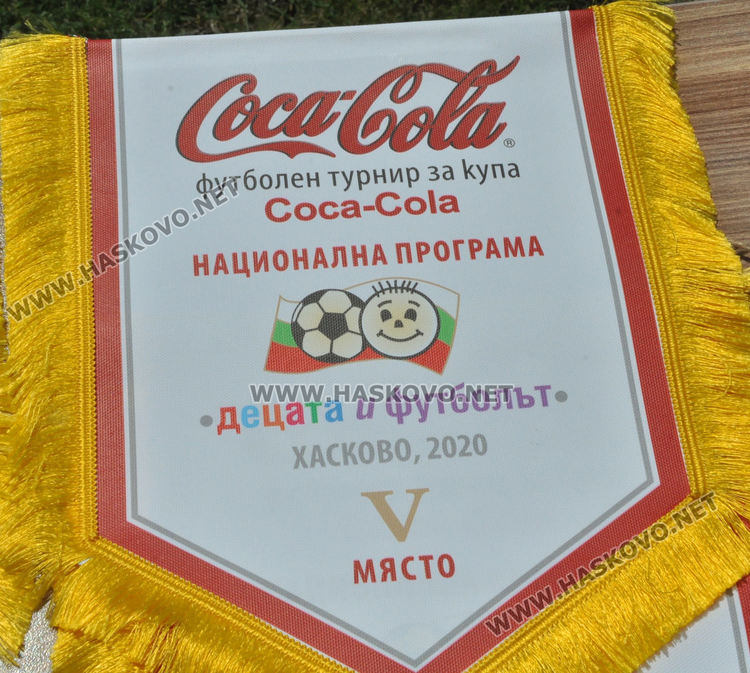 Coca-Cola®
футболен турнир за купа
Coca-Cola
НАЦИОНАЛНА ПРОГРАМА
WWW.HASKOVO.NET
WWW.HASKOVO.NET
• децата и футболът •
ХАСКОВО, 2020
V
МЯСТО
WWW.HASKOVO.NET